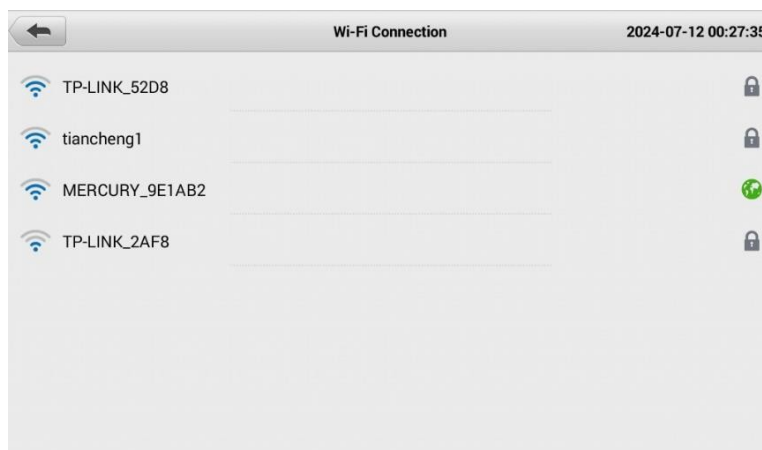 Wi-Fi Connection 2024-07-12 00:27:35
TP-LINK_52D8
tiancheng1
MERCURY_9E1AB2
TP-LINK_2AF8